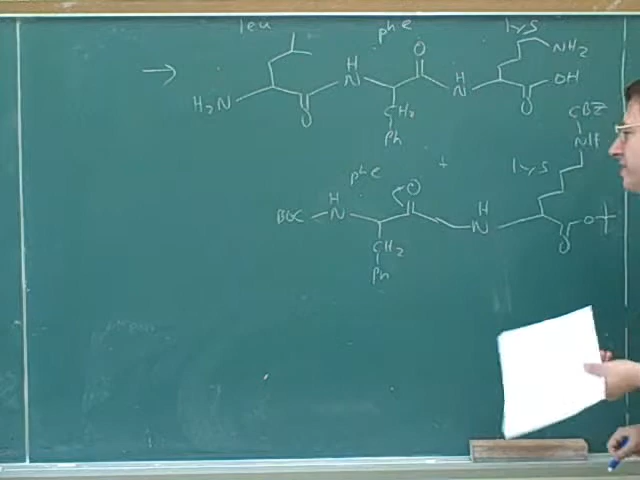 leu phe lys
→ H₂N O H N CH₂ Ph O H N NH₂ OH O
phe + lys CBZ NH
BOC H N CH₂ Ph O H N O O